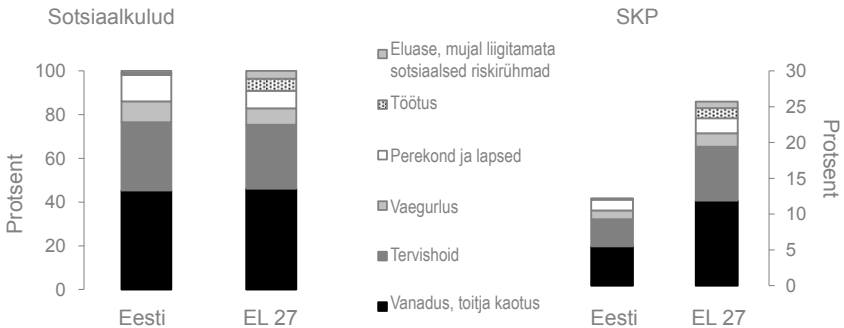 Sotsiaalkulud
SKP
Protsent
100
80
60
40
20
0
Eesti
EL 27
Eluase, mujal liigitamata
sotsiaalsed riskirühmad
Töötus
Perekond ja lapsed
Vaegurlus
Tervishoid
Vanadus, toitja kaotus
30
25
20
15
10
5
0
Protsent
Eesti
EL 27